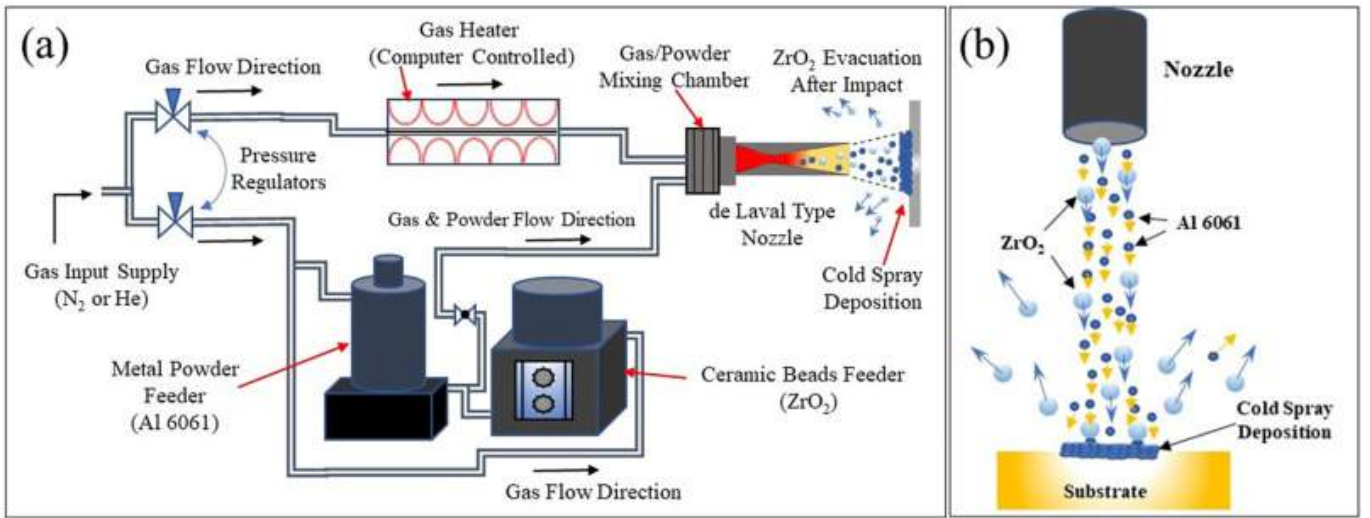 (a)
Gas Heater
(Computer Controlled)
Gas Flow Direction
Gas/Powder
Mixing Chamber
ZrO₂ Evacuation
After Impact
Pressure
Regulators
Gas & Powder Flow Direction
de Laval Type
Nozzle
Gas Input Supply
(N₂ or He)
Cold Spray
Deposition
Metal Powder
Feeder
(Al 6061)
Ceramic Beads Feeder
(ZrO₂)
Gas Flow Direction
(b)
Nozzle
ZrO₂
Al 6061
Cold Spray
Deposition
Substrate